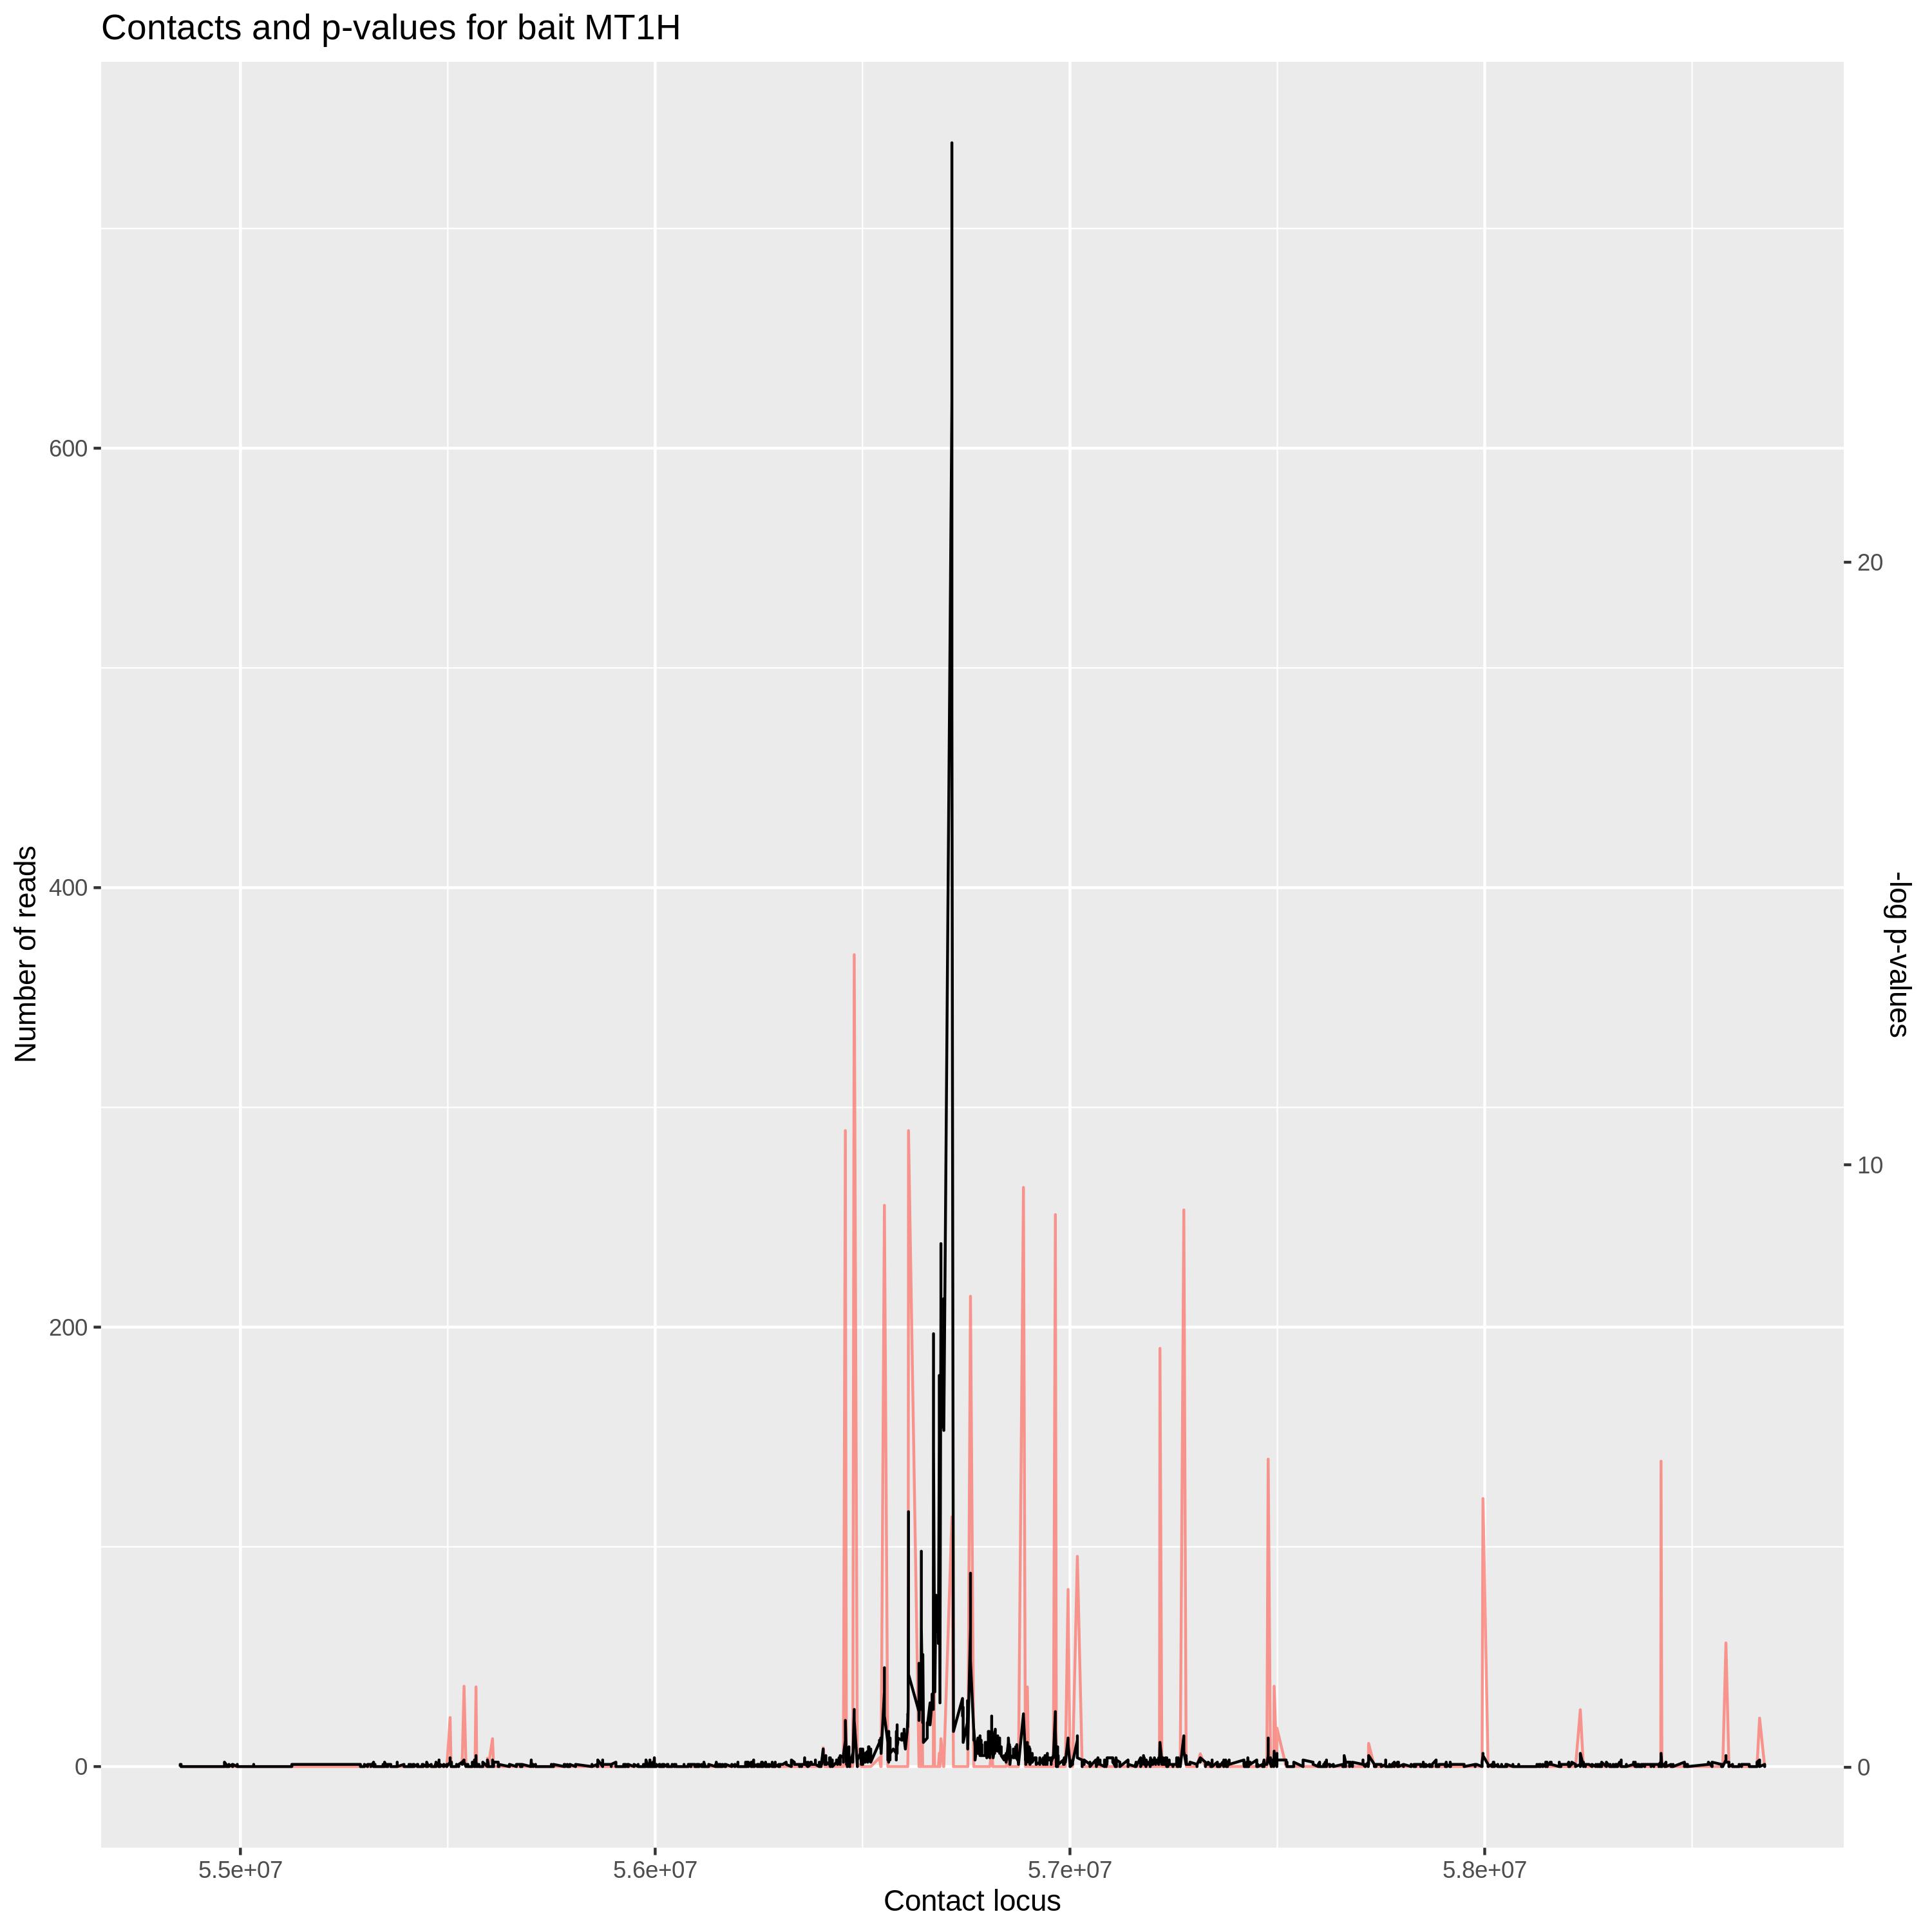 Contacts and p-values for bait MT1H
Number of reads
600
400
200
0
20
10
0
-log p-values
5.5e+07
5.6e+07
5.7e+07
5.8e+07
Contact locus